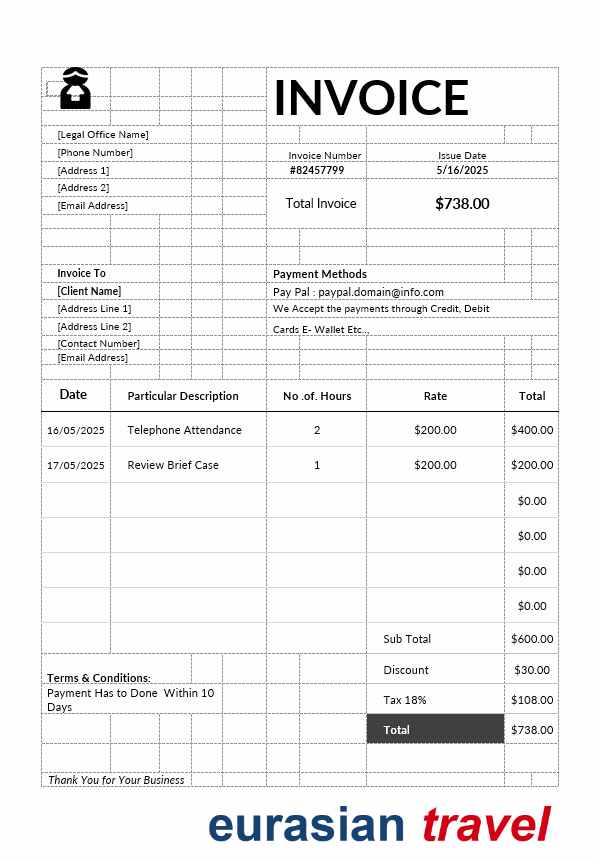 INVOICE
[Legal Office Name]
[Phone Number]
Invoice Number Issue Date
[Address 1] #82457799 5/16/2025
[Address 2]
[Email Address] Total Invoice $738.00
Invoice To Payment Methods
[Client Name] Pay Pal : paypal.domain@info.com
[Address Line 1] We Accept the payments through Credit, Debit
[Address Line 2] Cards E- Wallet Etc..,
[Contact Number]
[Email Address]
Date Particular Description No .of. Hours Rate Total
16/05/2025 Telephone Attendance 2 $200.00 $400.00
17/05/2025 Review Brief Case 1 $200.00 $200.00
$0.00
$0.00
$0.00
$0.00
Sub Total $600.00
Discount $30.00
Terms & Conditions:
Payment Has to Done Within 10
Days
Tax 18% $108.00
Total $738.00
Thank You for Your Business
eurasian travel